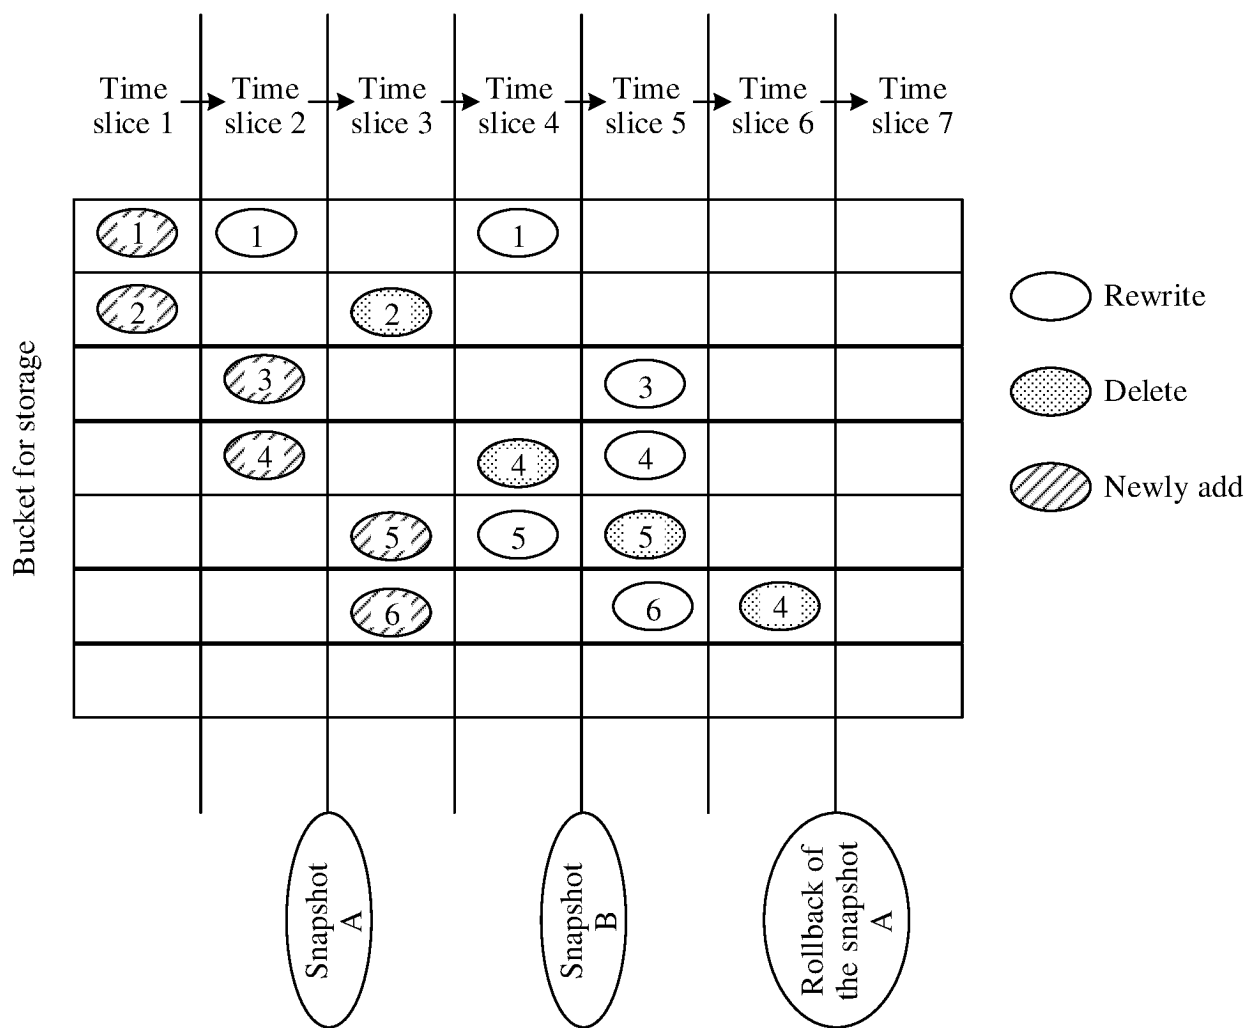 Time
slice 1
Time
slice 2
Time
slice 3
Time
slice 4
Time
slice 5
Time
slice 6
Time
slice 7
Bucket for storage
1
1
1
2
2
3
3
4
4
4
5
5
5
6
6
4
Rewrite
Delete
Newly add
Snapshot
A
Snapshot
B
Rollback of
the snapshot
A